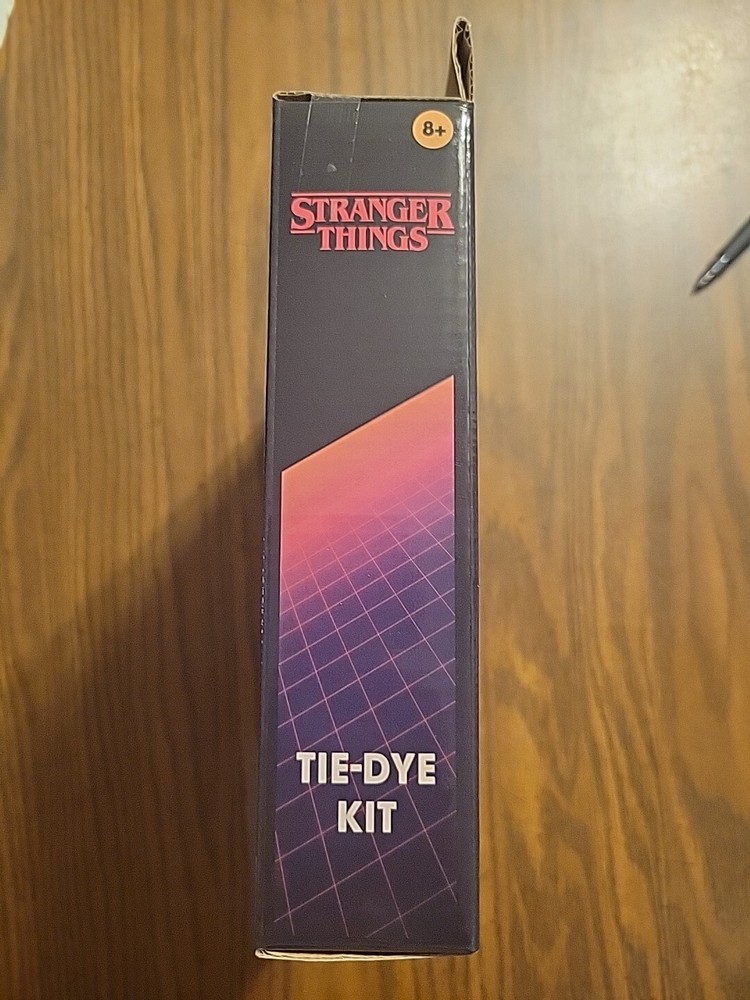 8+
STRANGER
THINGS
TIE-DYE
KIT